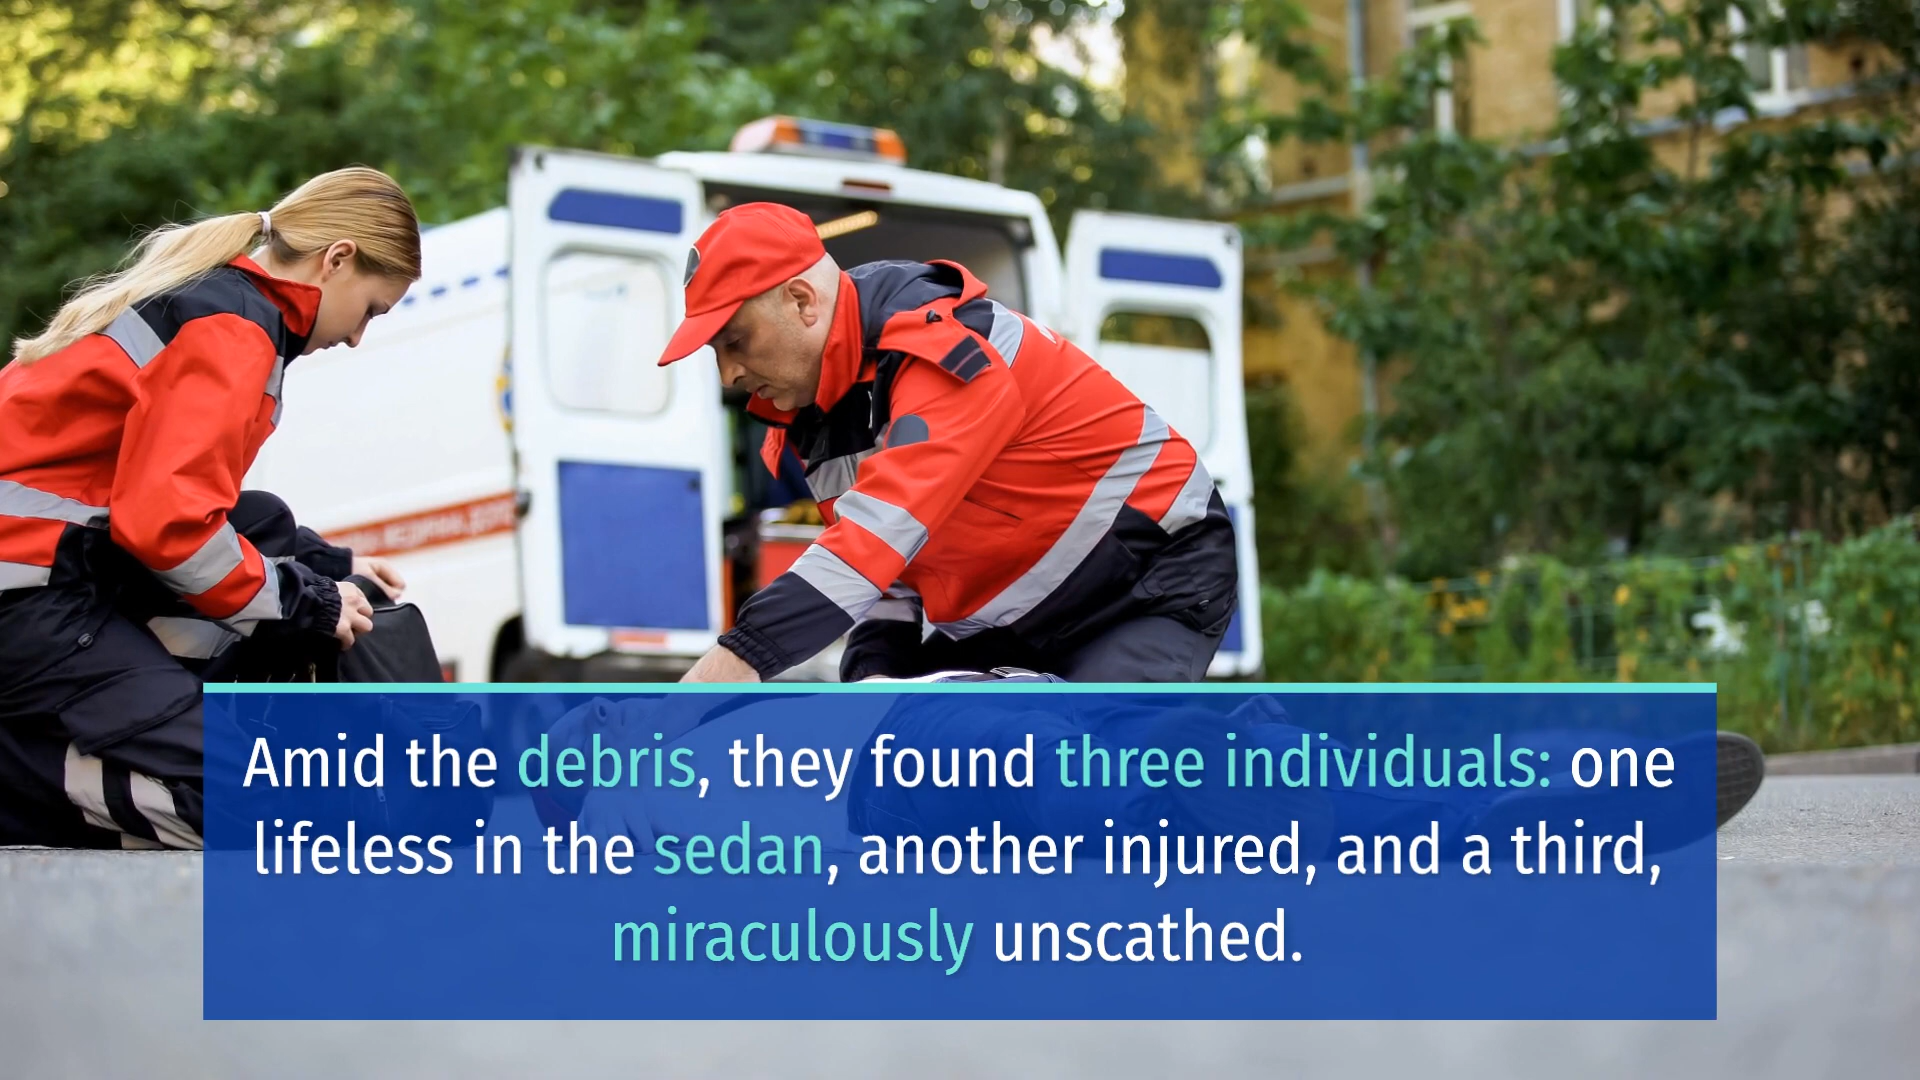 Amid the debris, they found three individuals: one
lifeless in the sedan, another injured, and a third,
miraculously unscathed.